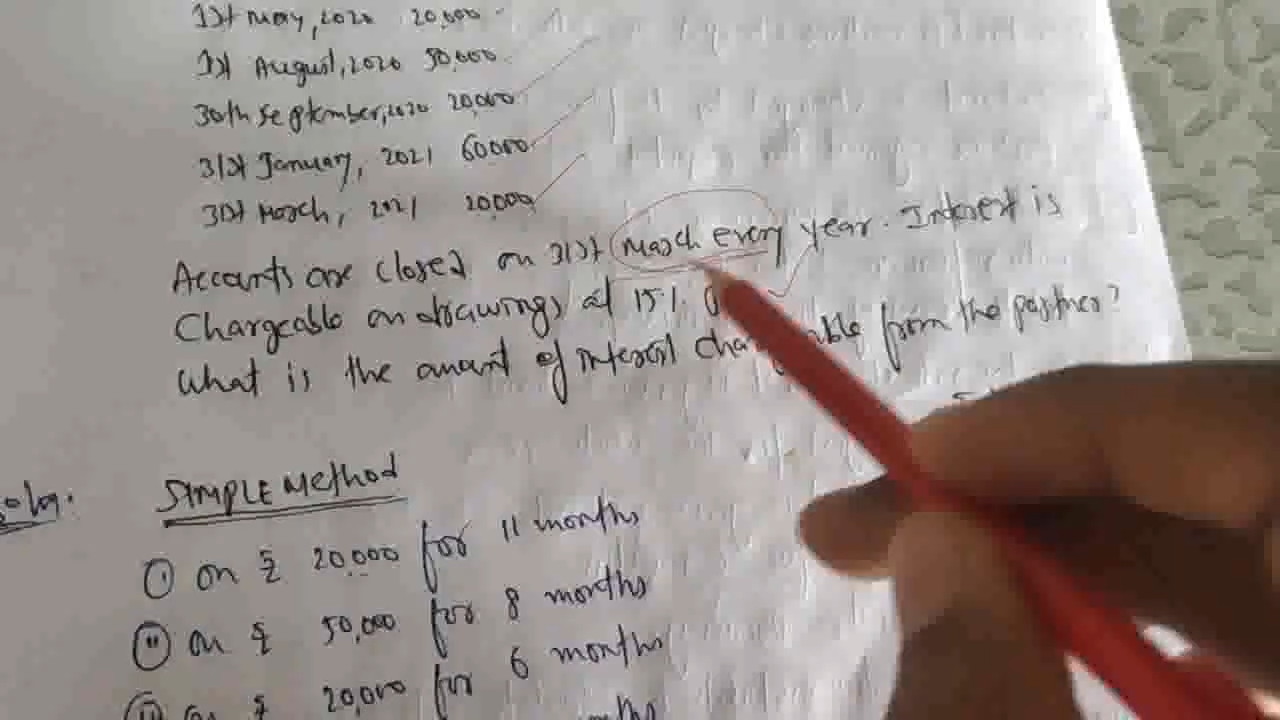 1st may, 2020 20,000
1st August, 2020 50,000
30th september, 2020 20,000
31st January, 2021 60000
31st March, 2021 20,000
Accounts are closed on 31st march every year. Interest is
Chargeable on drawings at 15%
What is the amount of interest from the partner?
Soln:
SIMPLE Method
(i) on ₹ 20,000 for 11 months
(ii) on ₹ 50,000 for 8 months
on ₹ 20,000 for 6 months